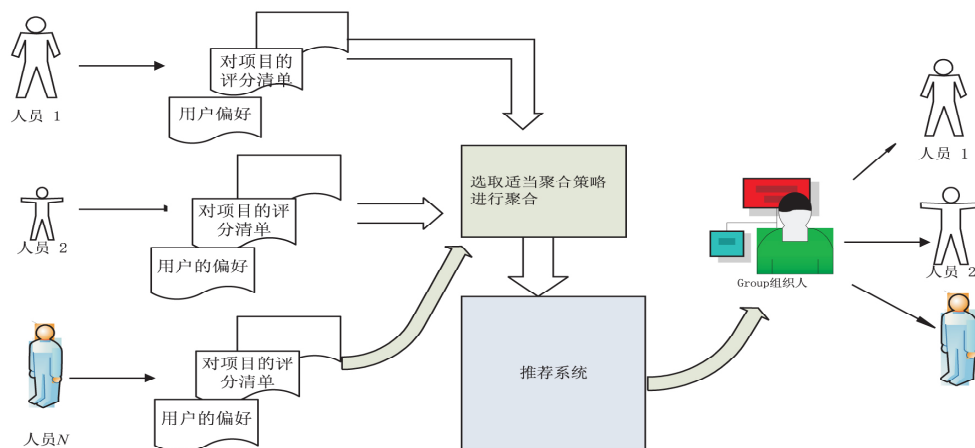 对项目的
评分清单
用户偏好
人员 1
对项目的评
分清单
用户的偏好
人员 2
对项目的评
分清单
用户的偏好
人员N
选取适当聚合策略
进行聚合
推荐系统
Group组织人
人员 1
人员 2